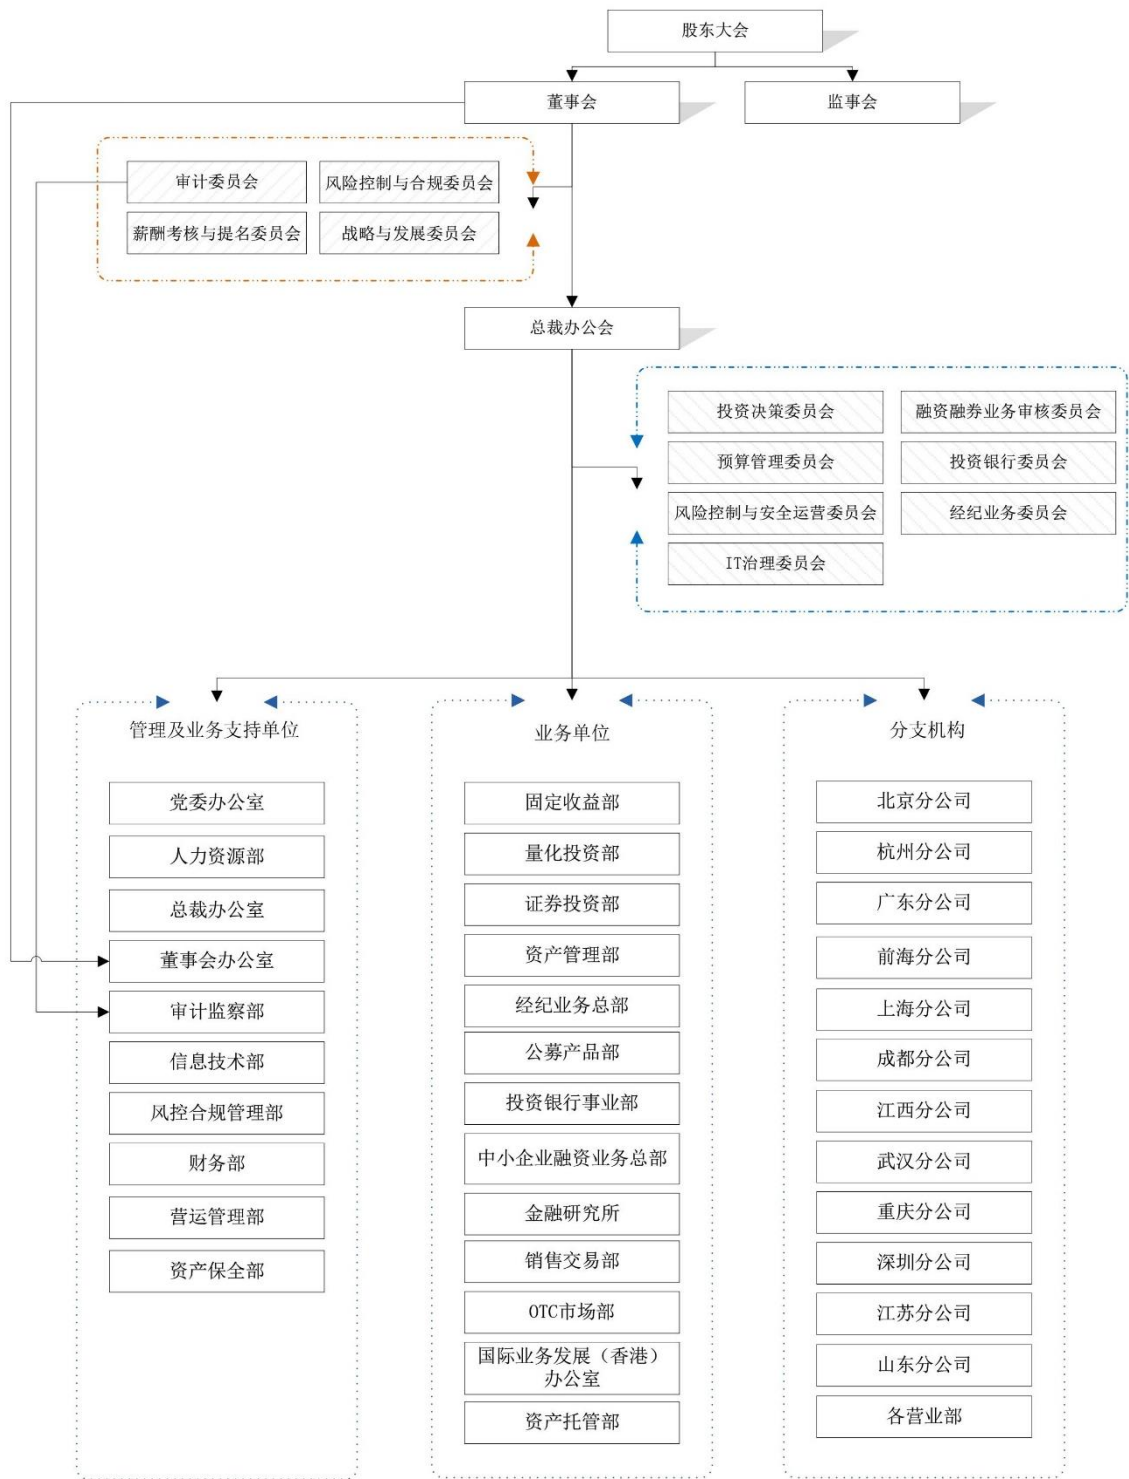 股东大会
董事会
监事会
审计委员会
风险控制与合规委员会
薪酬考核与提名委员会
战略与发展委员会
总裁办公会
投资决策委员会
融资融券业务审核委员会
预算管理委员会
投资银行委员会
风险控制与安全运营委员会
经纪业务委员会
IT治理委员会
管理及业务支持单位
党委办公室
人力资源部
总裁办公室
董事会办公室
审计监察部
信息技术部
风控合规管理部
财务部
营运管理部
资产保全部
业务单位
固定收益部
量化投资部
证券投资部
资产管理部
经纪业务总部
公募产品部
投资银行事业部
中小企业融资业务总部
金融研究所
销售交易部
OTC市场部
国际业务发展（香港）
办公室
资产托管部
分支机构
北京分公司
杭州分公司
广东分公司
前海分公司
上海分公司
成都分公司
江西分公司
武汉分公司
重庆分公司
深圳分公司
江苏分公司
山东分公司
各营业部